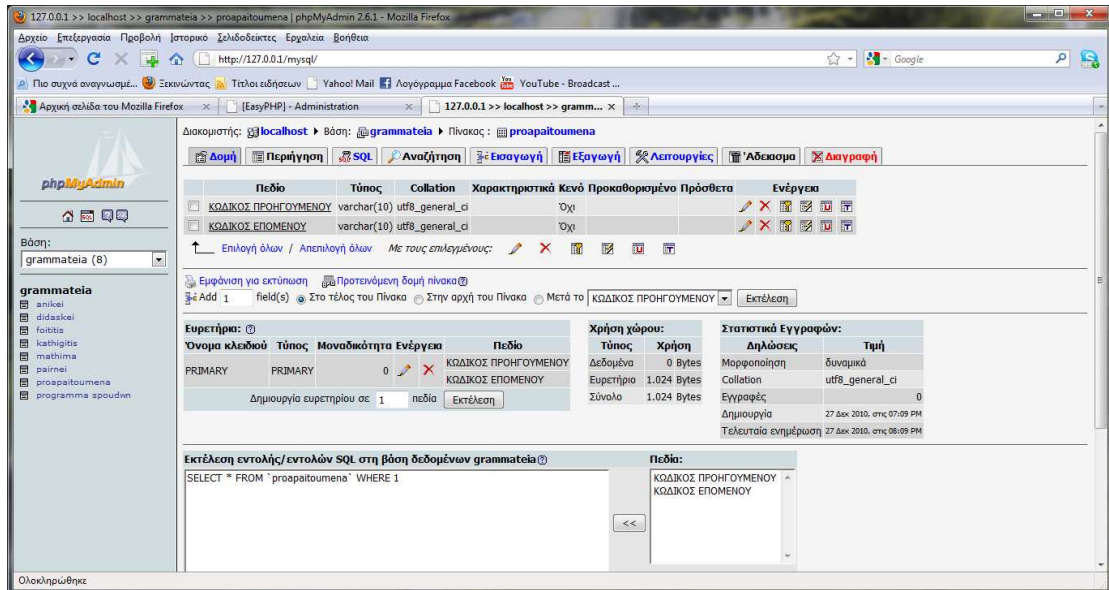 127.0.0.1 >> localhost >> grammateia >> proapaitoumena | phpMyAdmin 2.6.1 - Mozilla Firefox
Αρχείο Επεξεργασία Προβολή Ιστορικό Σελιδοδείκτες Εργαλεία Βοήθεια
http://127.0.0.1/mysql/
Google
Πιο συχνά αναγνωσμέ... Ξεκινώντας Τίτλοι ειδήσεων Yahoo! Mail Λογόγραμμα Facebook YouTube - Broadcast ...
Αρχική σελίδα του Mozilla Firefox [EasyPHP] - Administration 127.0.0.1 >> localhost >> gramm...
phpMyAdmin
Βάση:
grammateia (8)
grammateia
anikei
didaskei
foititis
kathigitis
mathima
pairnei
proapaitoumena
programma spoudwn
Διακομιστής: localhost Βάση: grammateia Πίνακας : proapaitoumena
Δομή Περιήγηση SQL Αναζήτηση Εισαγωγή Εξαγωγή Λειτουργίες 'Αδειασμα Διαγραφή
Πεδίο Τύπος Collation Χαρακτηριστικά Κενό Προκαθορισμένο Πρόσθετα Ενέργεια
ΚΩΔΙΚΟΣ ΠΡΟΗΓΟΥΜΕΝΟΥ varchar(10) utf8_general_ci Όχι
ΚΩΔΙΚΟΣ ΕΠΟΜΕΝΟΥ varchar(10) utf8_general_ci Όχι
Επιλογή όλων / Απεπιλογή όλων Με τους επιλεγμένους:
Εμφάνιση για εκτύπωση Προτεινόμενη δομή πίνακα
Add 1 field(s) Στο τέλος του Πίνακα Στην αρχή του Πίνακα Μετά το ΚΩΔΙΚΟΣ ΠΡΟΗΓΟΥΜΕΝΟΥ Εκτέλεση
Ευρετήρια:
Όνομα κλειδιού Τύπος Μοναδικότητα Ενέργεια Πεδίο
PRIMARY PRIMARY 0 ΚΩΔΙΚΟΣ ΠΡΟΗΓΟΥΜΕΝΟΥ
ΚΩΔΙΚΟΣ ΕΠΟΜΕΝΟΥ
Δημιουργία ευρετηρίου σε 1 πεδία Εκτέλεση
Χρήση χώρου:
Τύπος Χρήση
Δεδομένα 0 Bytes
Ευρετήριο 1.024 Bytes
Σύνολο 1.024 Bytes
Στατιστικά Εγγραφών:
Δηλώσεις Τιμή
Μορφοποίηση δυναμικά
Collation utf8_general_ci
Εγγραφές 0
Δημιουργία 27 Δεκ 2010, στις 07:09 PM
Τελευταία ενημέρωση 27 Δεκ 2010, στις 08:09 PM
Εκτέλεση εντολής/εντολών SQL στη βάση δεδομένων grammateia
SELECT * FROM `proapaitoumena` WHERE 1
<<
Πεδία:
ΚΩΔΙΚΟΣ ΠΡΟΗΓΟΥΜΕΝΟΥ
ΚΩΔΙΚΟΣ ΕΠΟΜΕΝΟΥ
Ολοκληρώθηκε